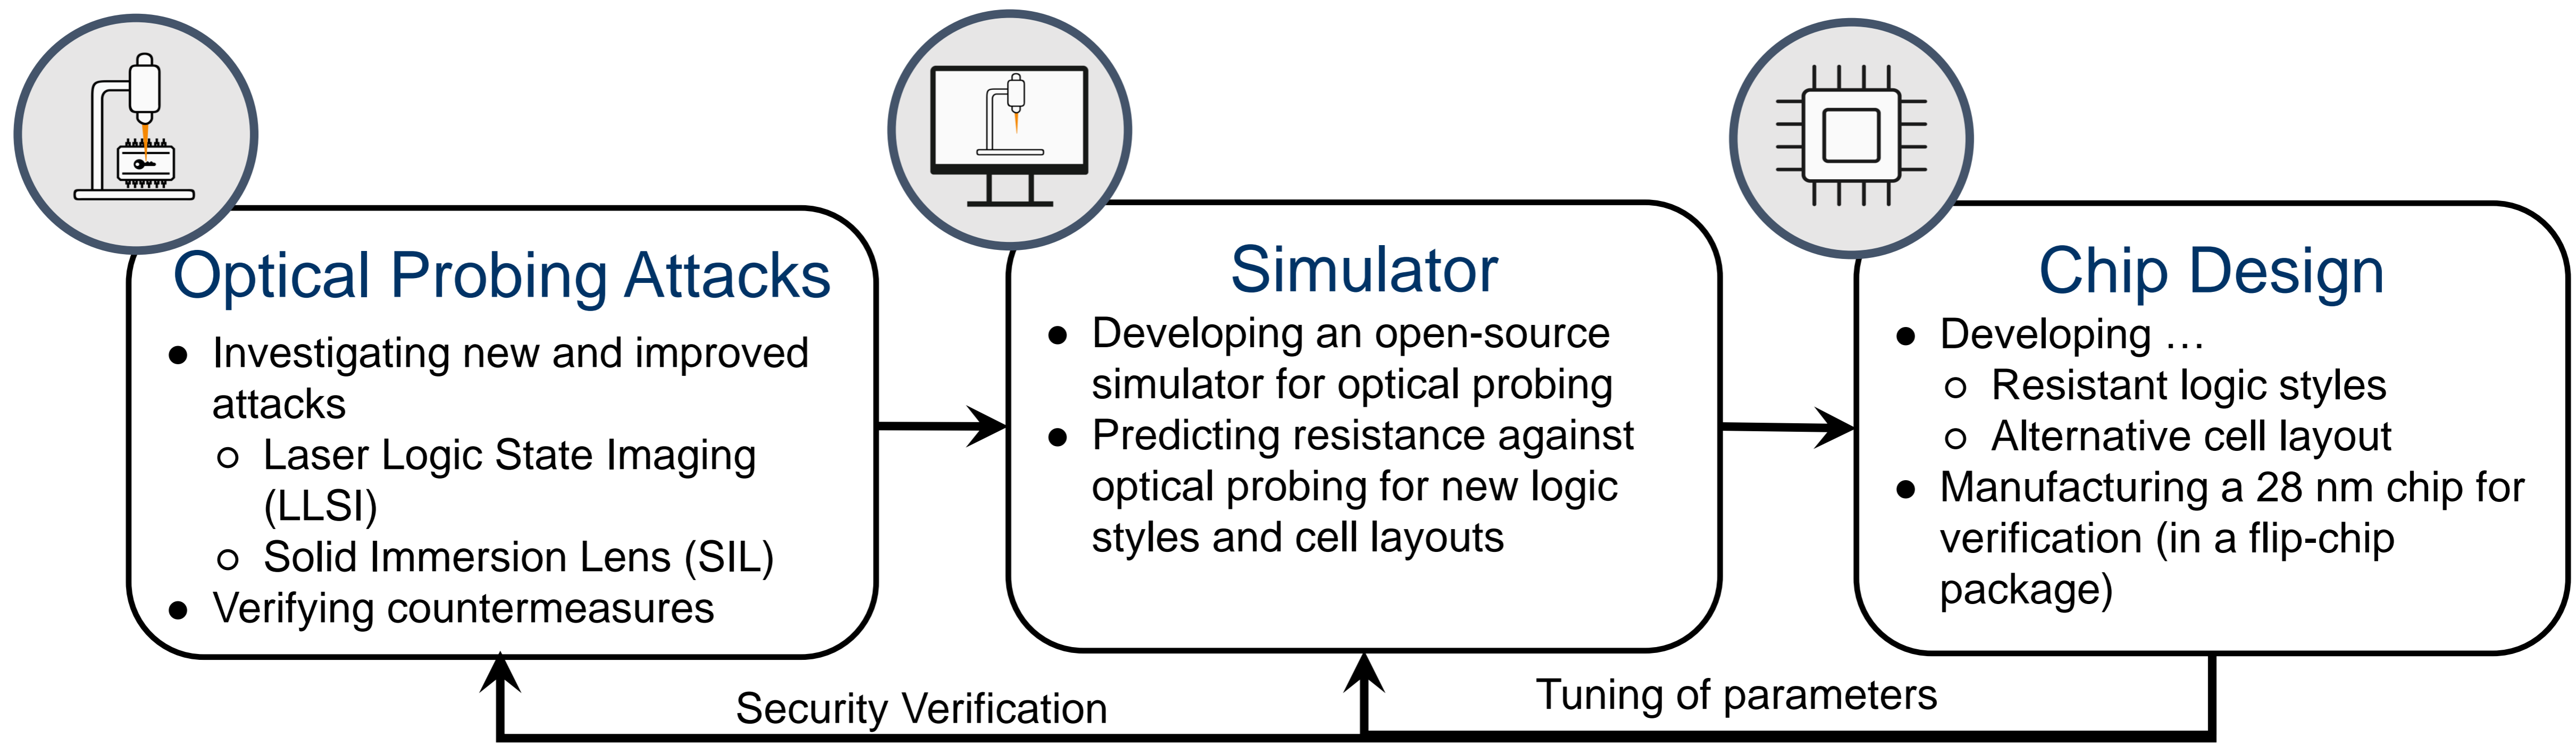 Optical Probing Attacks
● Investigating new and improved
attacks
○ Laser Logic State Imaging
(LLSI)
○ Solid Immersion Lens (SIL)
● Verifying countermeasures
Simulator
● Developing an open-source
simulator for optical probing
● Predicting resistance against
optical probing for new logic
styles and cell layouts
Chip Design
● Developing …
○ Resistant logic styles
○ Alternative cell layout
● Manufacturing a 28 nm chip for
verification (in a flip-chip
package)
Security Verification
Tuning of parameters